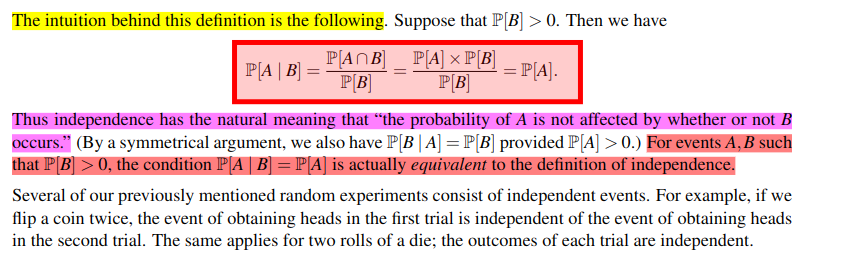 The intuition behind this definition is the following. Suppose that ℙ[B] > 0. Then we have
ℙ[A | B] = ℙ[A∩B] / ℙ[B] = ℙ[A] × ℙ[B] / ℙ[B] = ℙ[A].
Thus independence has the natural meaning that “the probability of A is not affected by whether or not B
occurs.” (By a symmetrical argument, we also have ℙ[B | A] = ℙ[B] provided ℙ[A] > 0.) For events A,B such
that ℙ[B] > 0, the condition ℙ[A | B] = ℙ[A] is actually equivalent to the definition of independence.
Several of our previously mentioned random experiments consist of independent events. For example, if we
flip a coin twice, the event of obtaining heads in the first trial is independent of the event of obtaining heads
in the second trial. The same applies for two rolls of a die; the outcomes of each trial are independent.